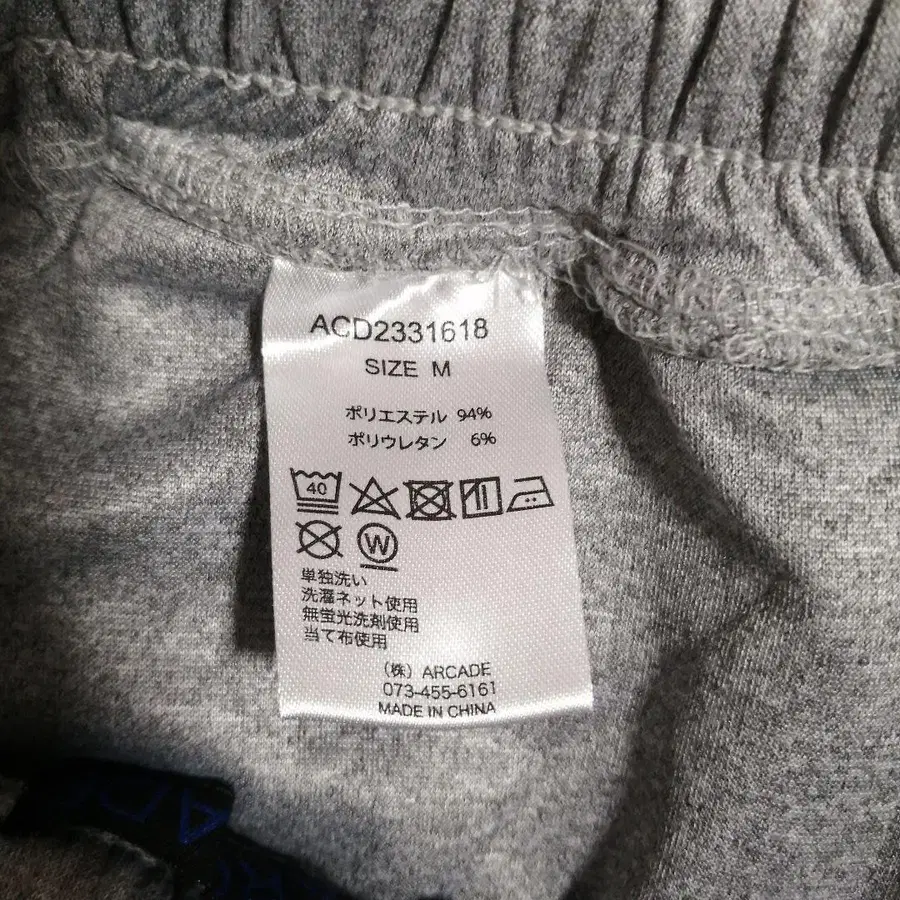 ACD2331618
SIZE M
ポリエステル 94%
ポリウレタン 6%
40
W
単独洗い
洗濯ネット使用
無蛍光洗剤使用
当て布使用
（株）ARCADE
073-455-6161
MADE IN CHINA